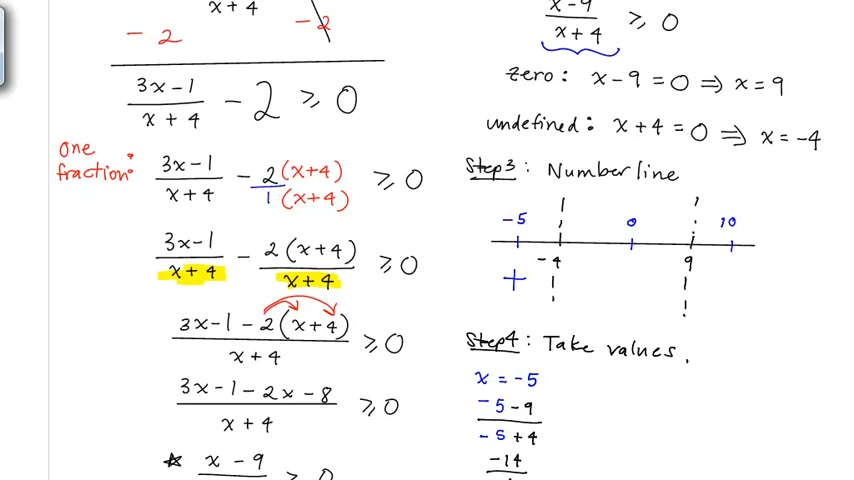 x+4
- 2 - 2
3x-1 / x+4 - 2 ≥ 0
One fraction:
3x-1 / x+4 - 2(x+4) / 1(x+4) ≥ 0
3x-1 / x+4 - 2(x+4) / x+4 ≥ 0
3x-1-2(x+4) / x+4 ≥ 0
3x-1-2x-8 / x+4 ≥ 0
* x-9 ≥ 0
x-9 / x+4 ≥ 0
zero: x-9=0 ⇒ x=9
undefined: x+4=0 ⇒ x=-4
Step3: Numberline
-5 0 10
-4 9
+
Step4: Take values.
x = -5
-5-9
-5+4
-14